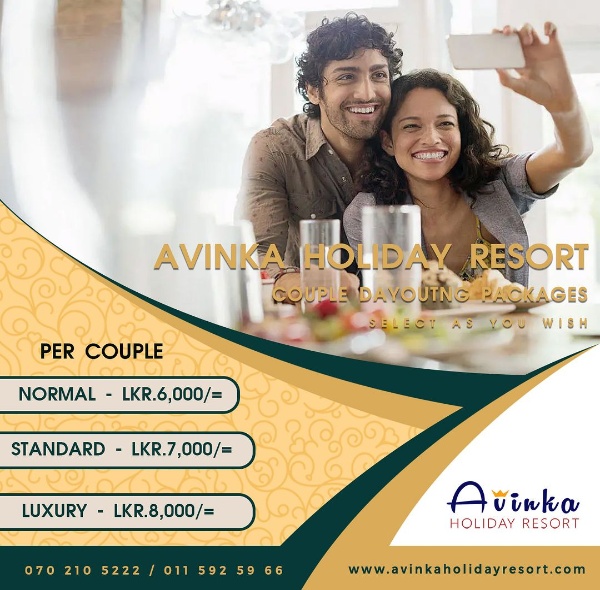 AVINKA HOLIDAY RESORT
COUPLE DAYOUTNG PACKAGES
SELECT AS YOU WISH
PER COUPLE
NORMAL - LKR.6,000/=
STANDARD - LKR.7,000/=
LUXURY - LKR.8,000/=
Avinka
HOLIDAY RESORT
070 210 5222 / 011 592 59 66
www.avinkaholidayresort.com